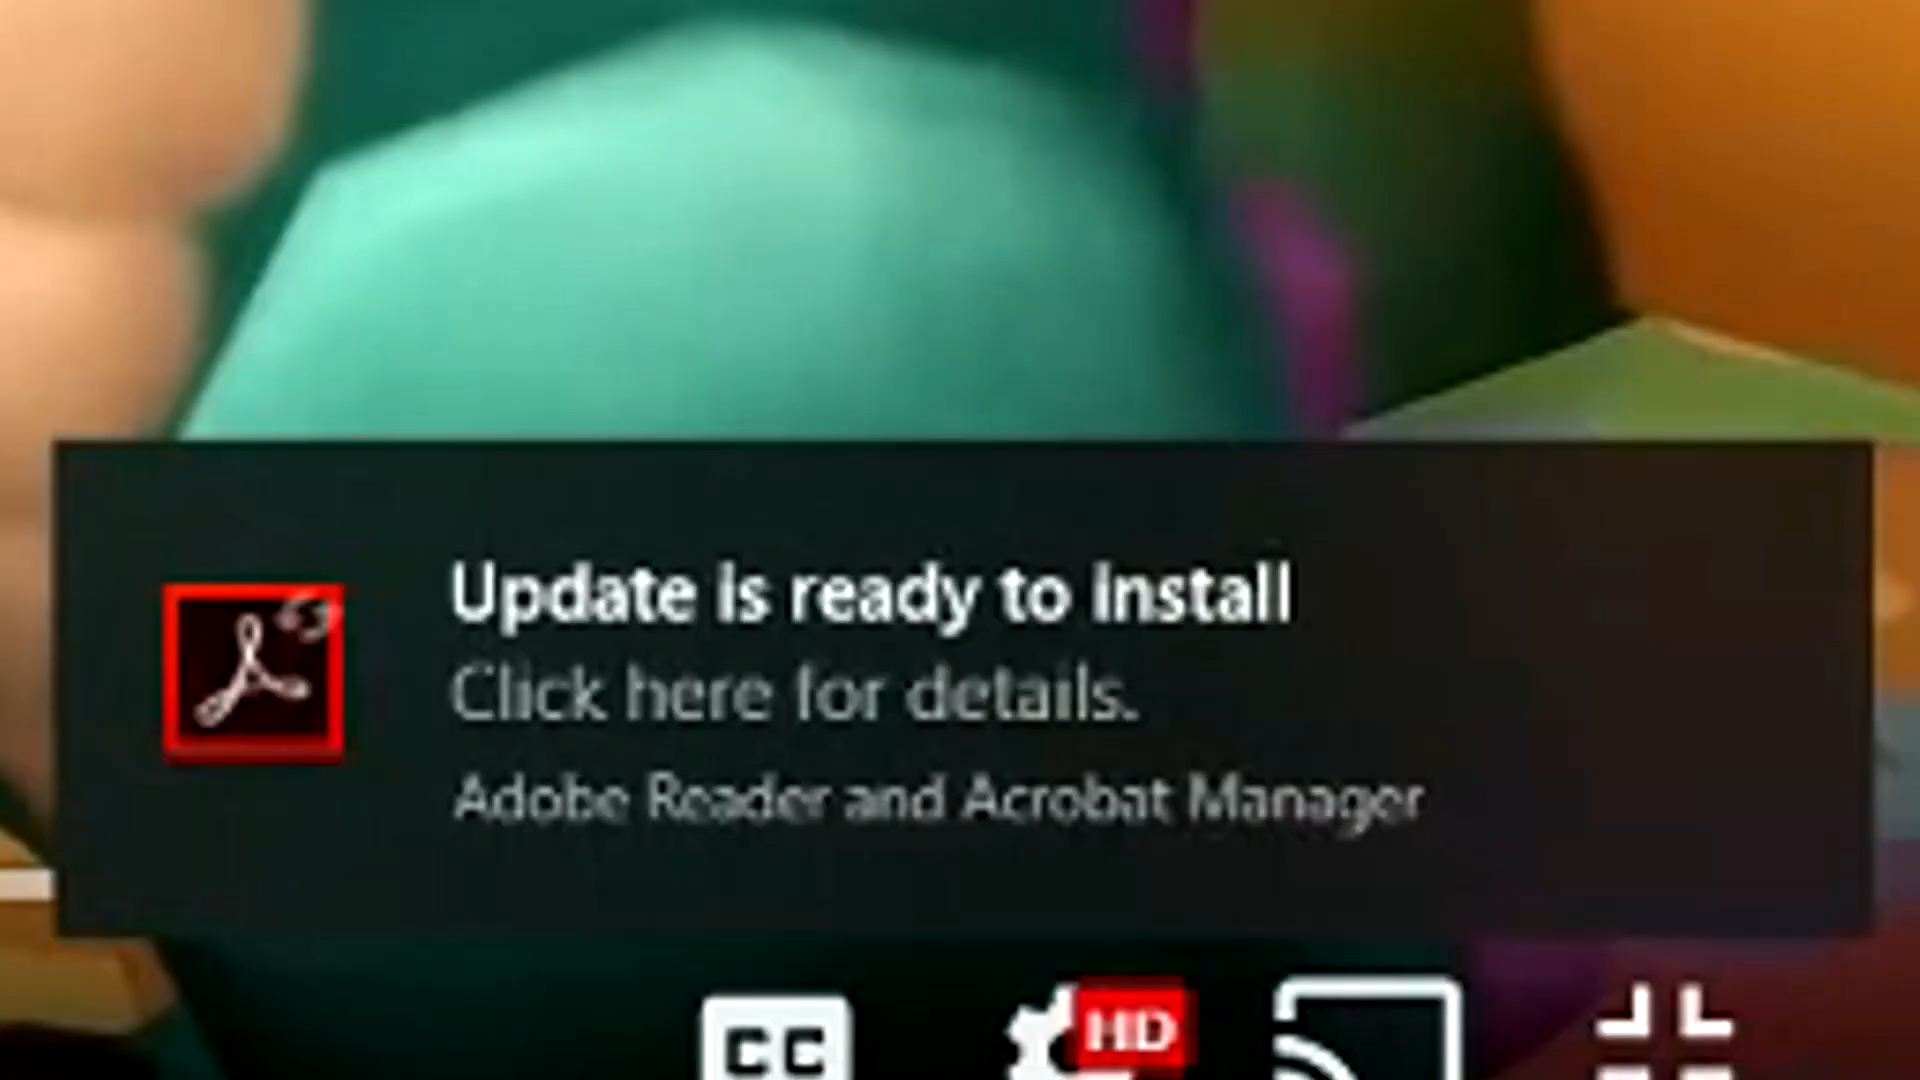 Update is ready to install
Click here for details.
Adobe Reader and Acrobat Manager
CC
HD